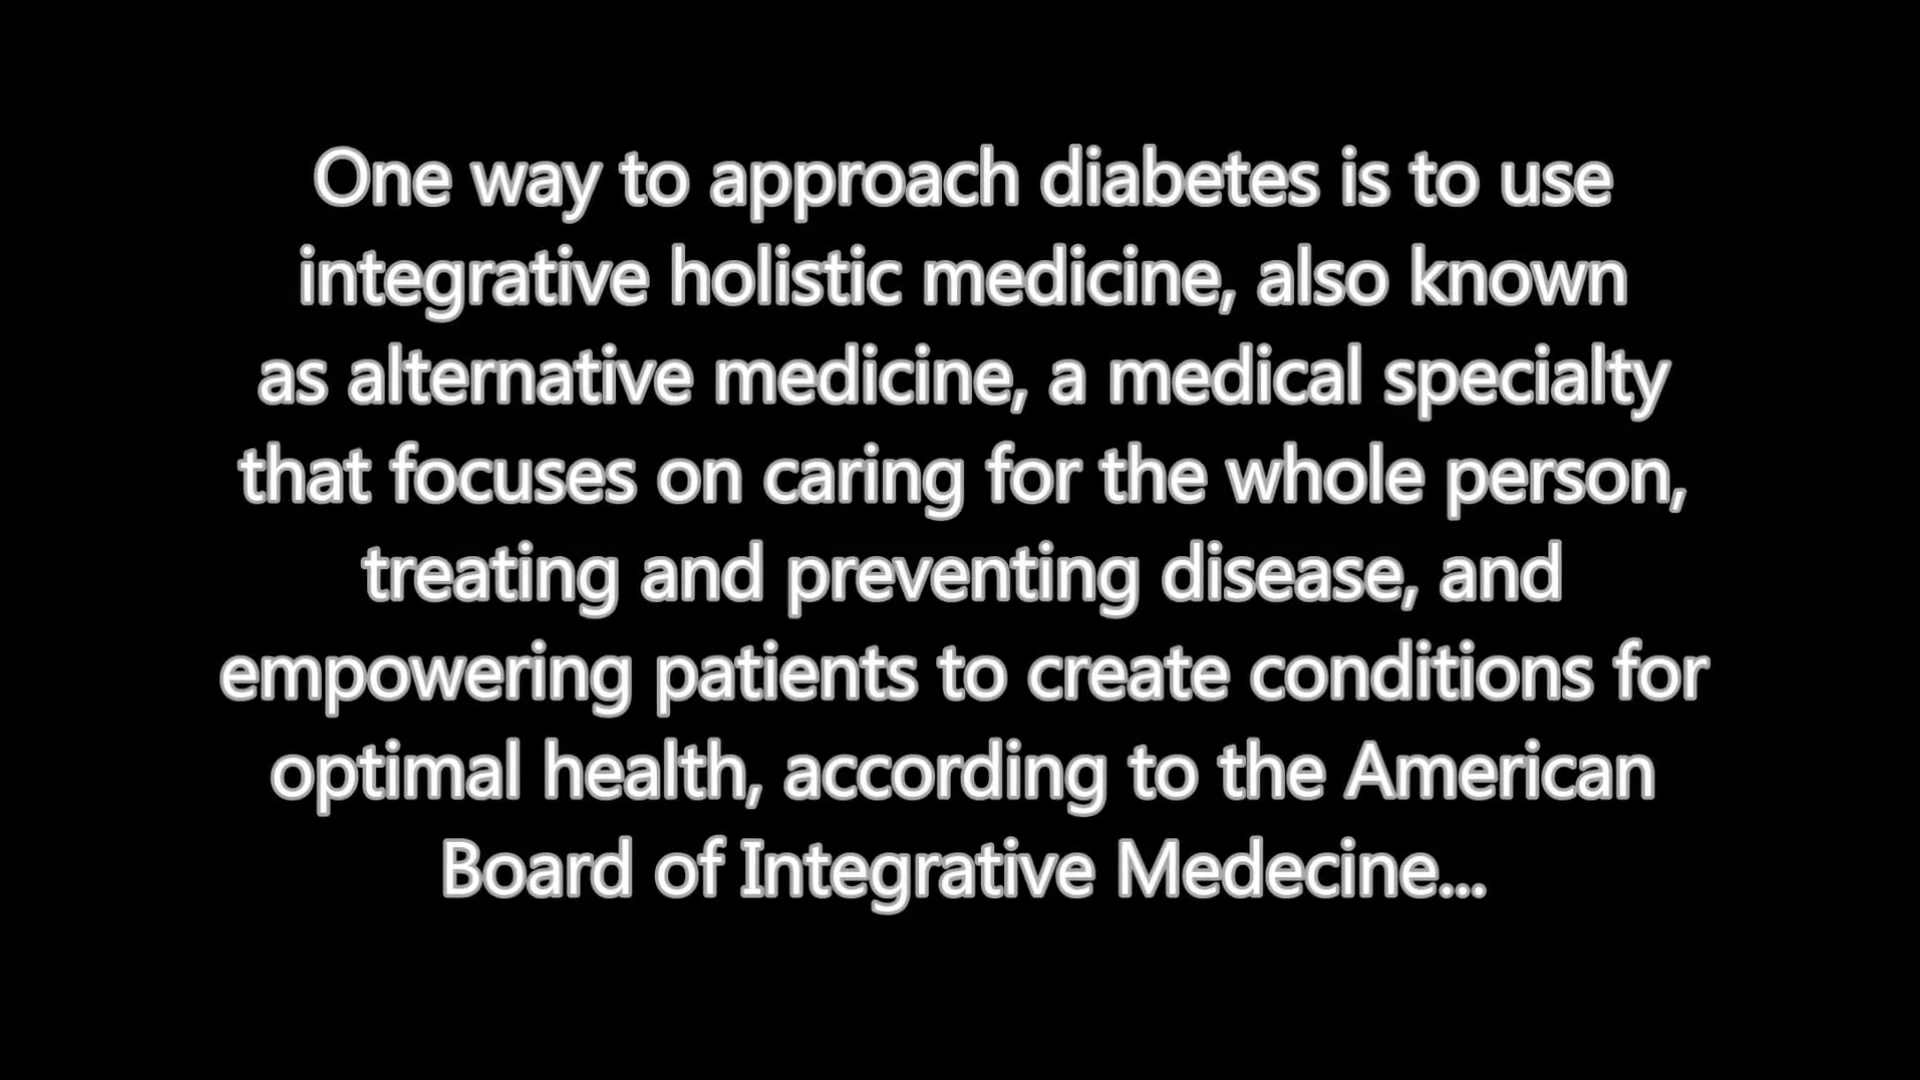 One way to approach diabetes is to use
integrative holistic medicine, also known
as alternative medicine, a medical specialty
that focuses on caring for the whole person,
treating and preventing disease, and
empowering patients to create conditions for
optimal health, according to the American
Board of Integrative Medecine...